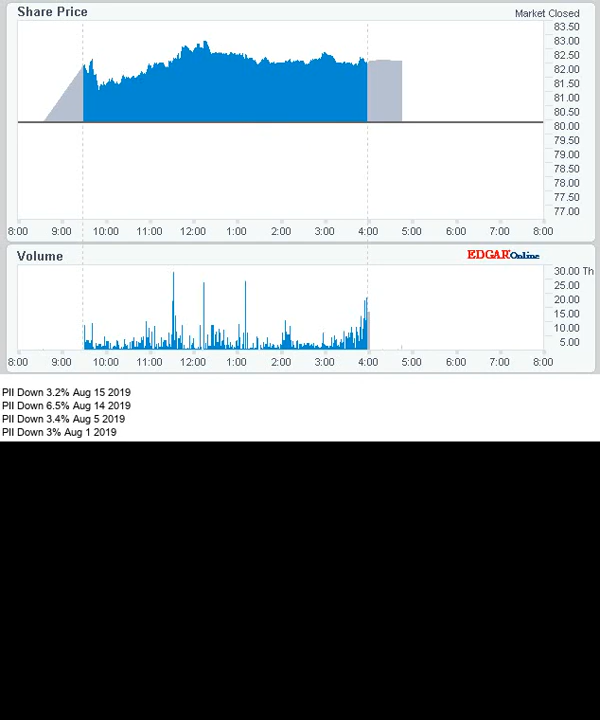 Share Price
Market Closed
83.50
83.00
82.50
82.00
81.50
81.00
80.50
80.00
79.50
79.00
78.50
78.00
77.50
77.00
8:00 9:00 10:00 11:00 12:00 1:00 2:00 3:00 4:00 5:00 6:00 7:00 8:00
Volume
EDGAROnline
30.00 Th
25.00
20.00
15.00
10.00
5.00
8:00 9:00 10:00 11:00 12:00 1:00 2:00 3:00 4:00 5:00 6:00 7:00 8:00
PII Down 3.2% Aug 15 2019
PII Down 6.5% Aug 14 2019
PII Down 3.4% Aug 5 2019
PII Down 3% Aug 1 2019